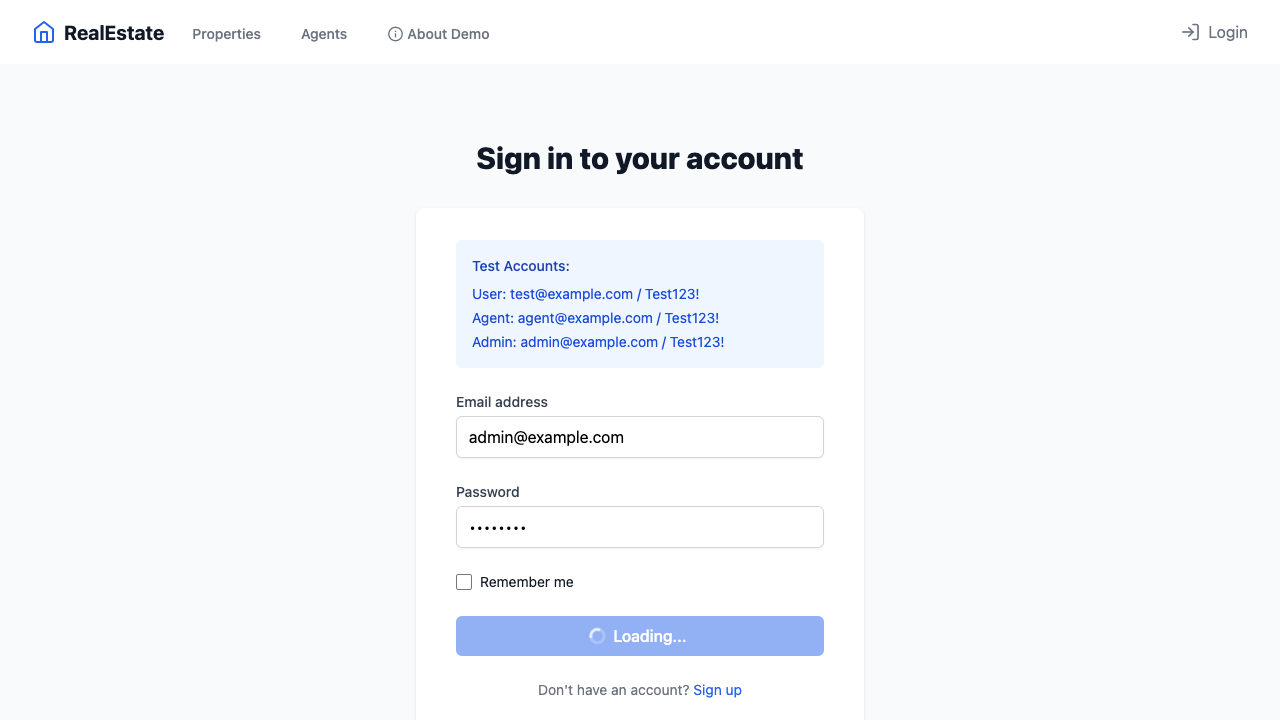 RealEstate Properties Agents About Demo Login
Sign in to your account
Test Accounts:
User: test@example.com / Test123!
Agent: agent@example.com / Test123!
Admin: admin@example.com / Test123!
Email address
admin@example.com
Password
••••••••
Remember me
Loading...
Don't have an account? Sign up